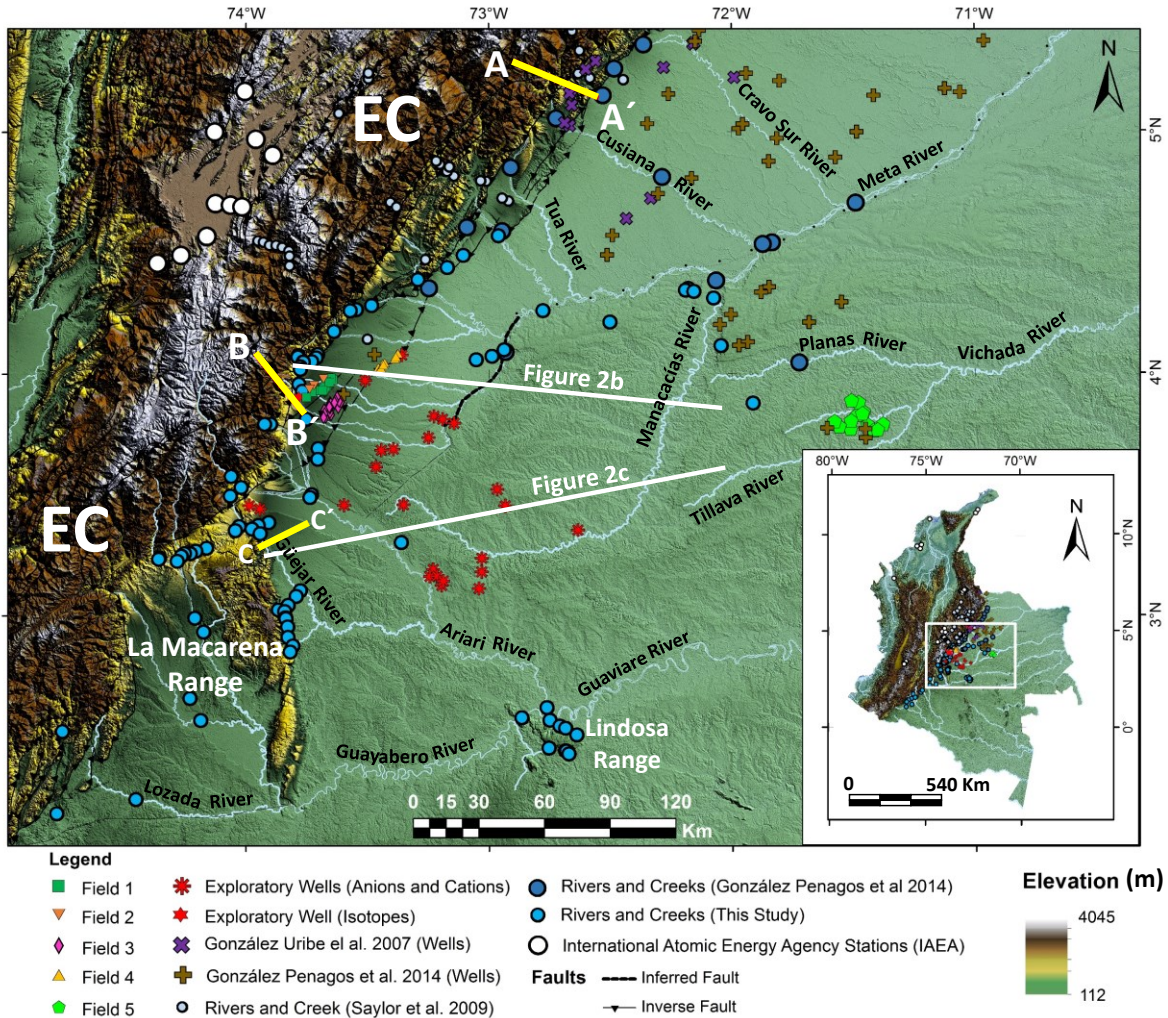 74°W 73°W 72°W 71°W
N
A
A´
EC
5°N
Cravo Sur River
Cusiana River
Meta River
Tua River
B
B´
Figure 2b
Manacacías River
Planas River
Vichada River
4°N
Figure 2c
Tillava River
EC
C´
C
Güejar River
80°W 75°W 70°W
N
10°N
5°N
0°
0 540 Km
3°N
Ariari River
La Macarena
Range
Guaviare River
Lindosa
Range
Guayabero River
Lozada River
0 15 30 60 90 120
Km
Legend
Field 1
Field 2
Field 3
Field 4
Field 5
Exploratory Wells (Anions and Cations)
Exploratory Well (Isotopes)
González Uribe el al. 2007 (Wells)
González Penagos et al. 2014 (Wells)
Rivers and Creek (Saylor et al. 2009)
Rivers and Creeks (González Penagos et al 2014)
Rivers and Creeks (This Study)
International Atomic Energy Agency Stations (IAEA)
Faults Inferred Fault
Inverse Fault
Elevation (m)
4045
112